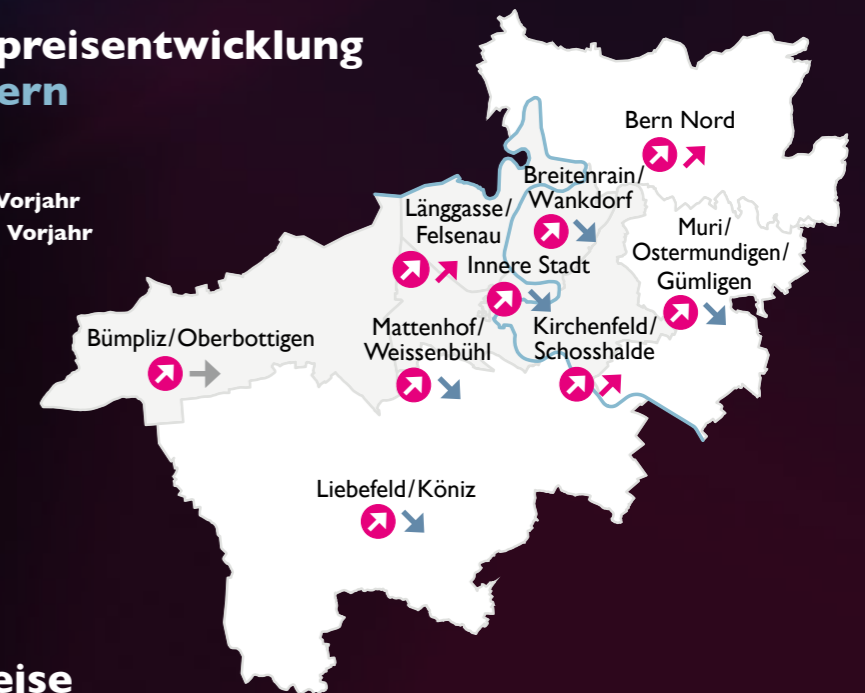 preisentwicklung
ern
Vorjahr
Vorjahr
Bern Nord
Breitenrain/
Wankdorf
Länggasse/
Felsenau
Muri/
Ostermundigen/
Gümligen
Innere Stadt
Bümpliz/Oberbottigen
Mattenhof/
Weissenbühl
Kirchenfeld/
Schosshalde
Liebefeld/Köniz
eise